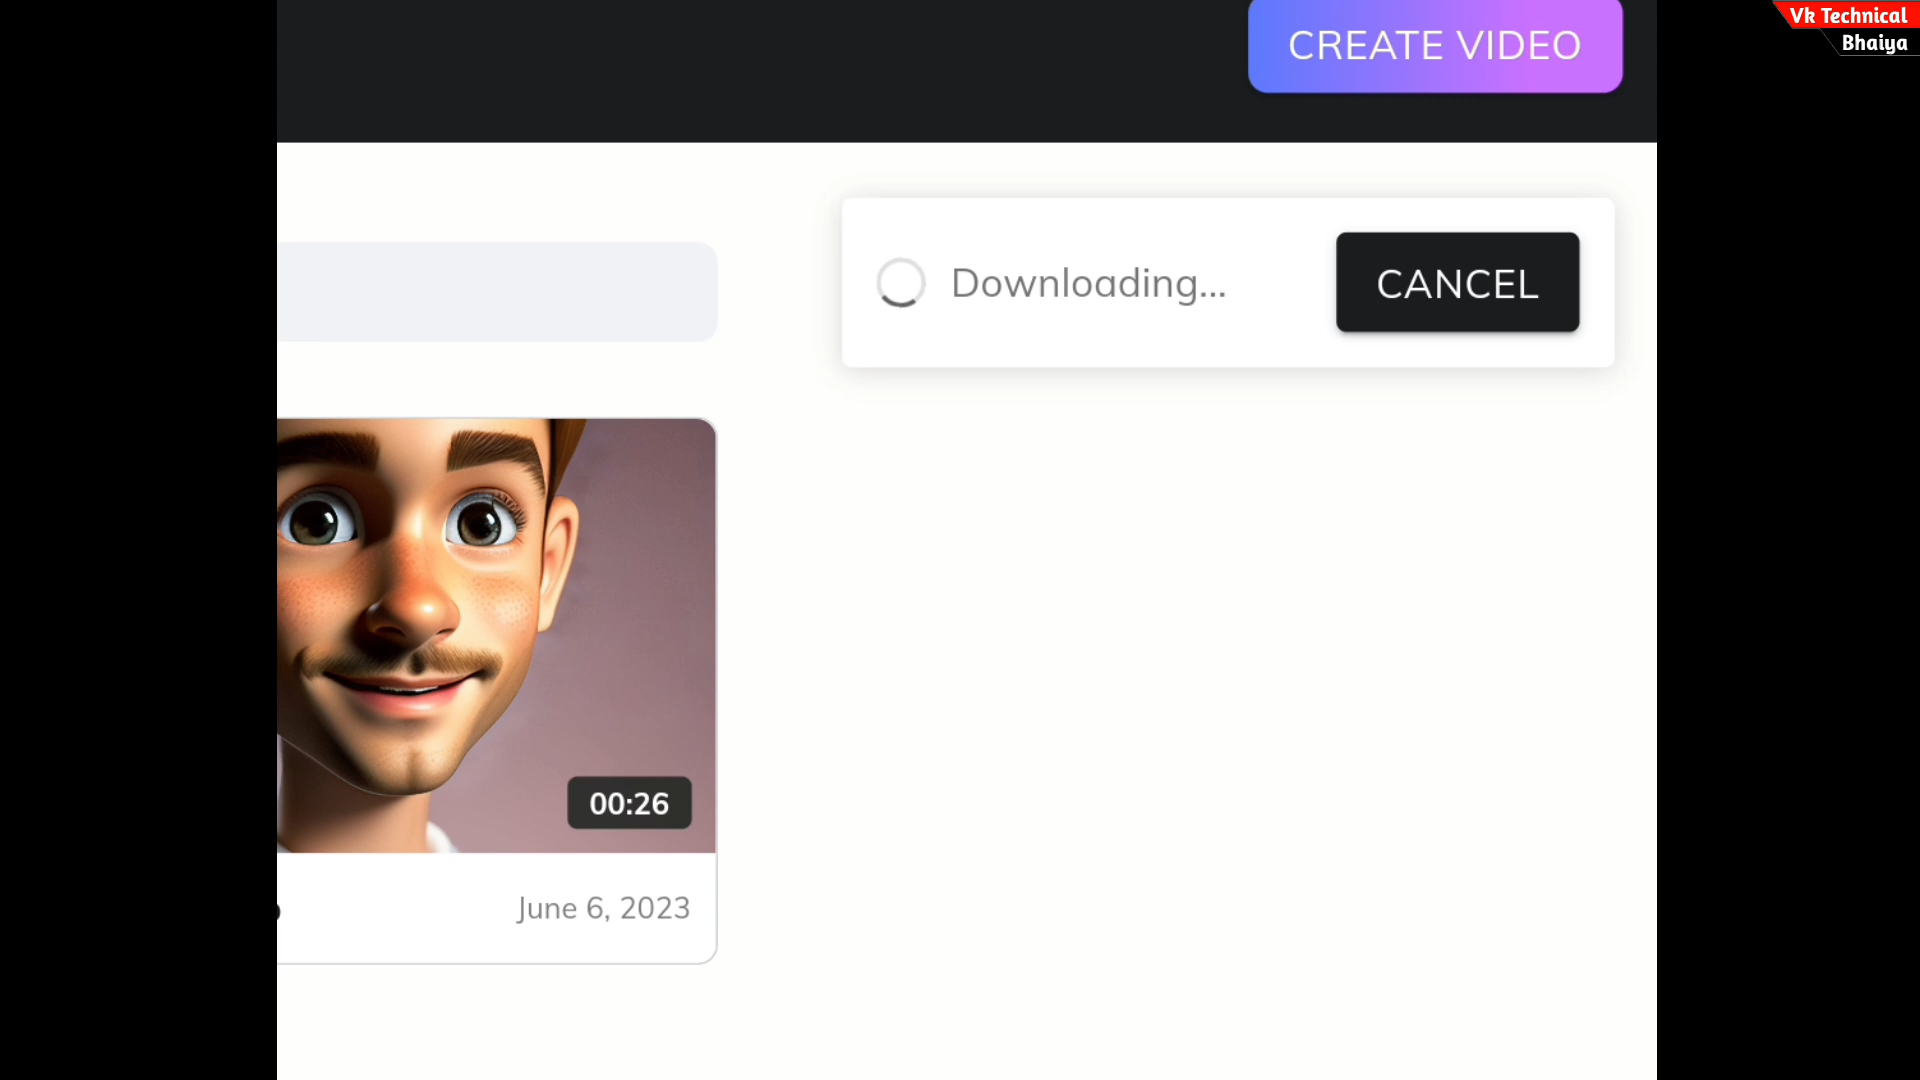 Vk Technical
Bhaiya
CREATE VIDEO
Downloading...
CANCEL
00:26
June 6, 2023